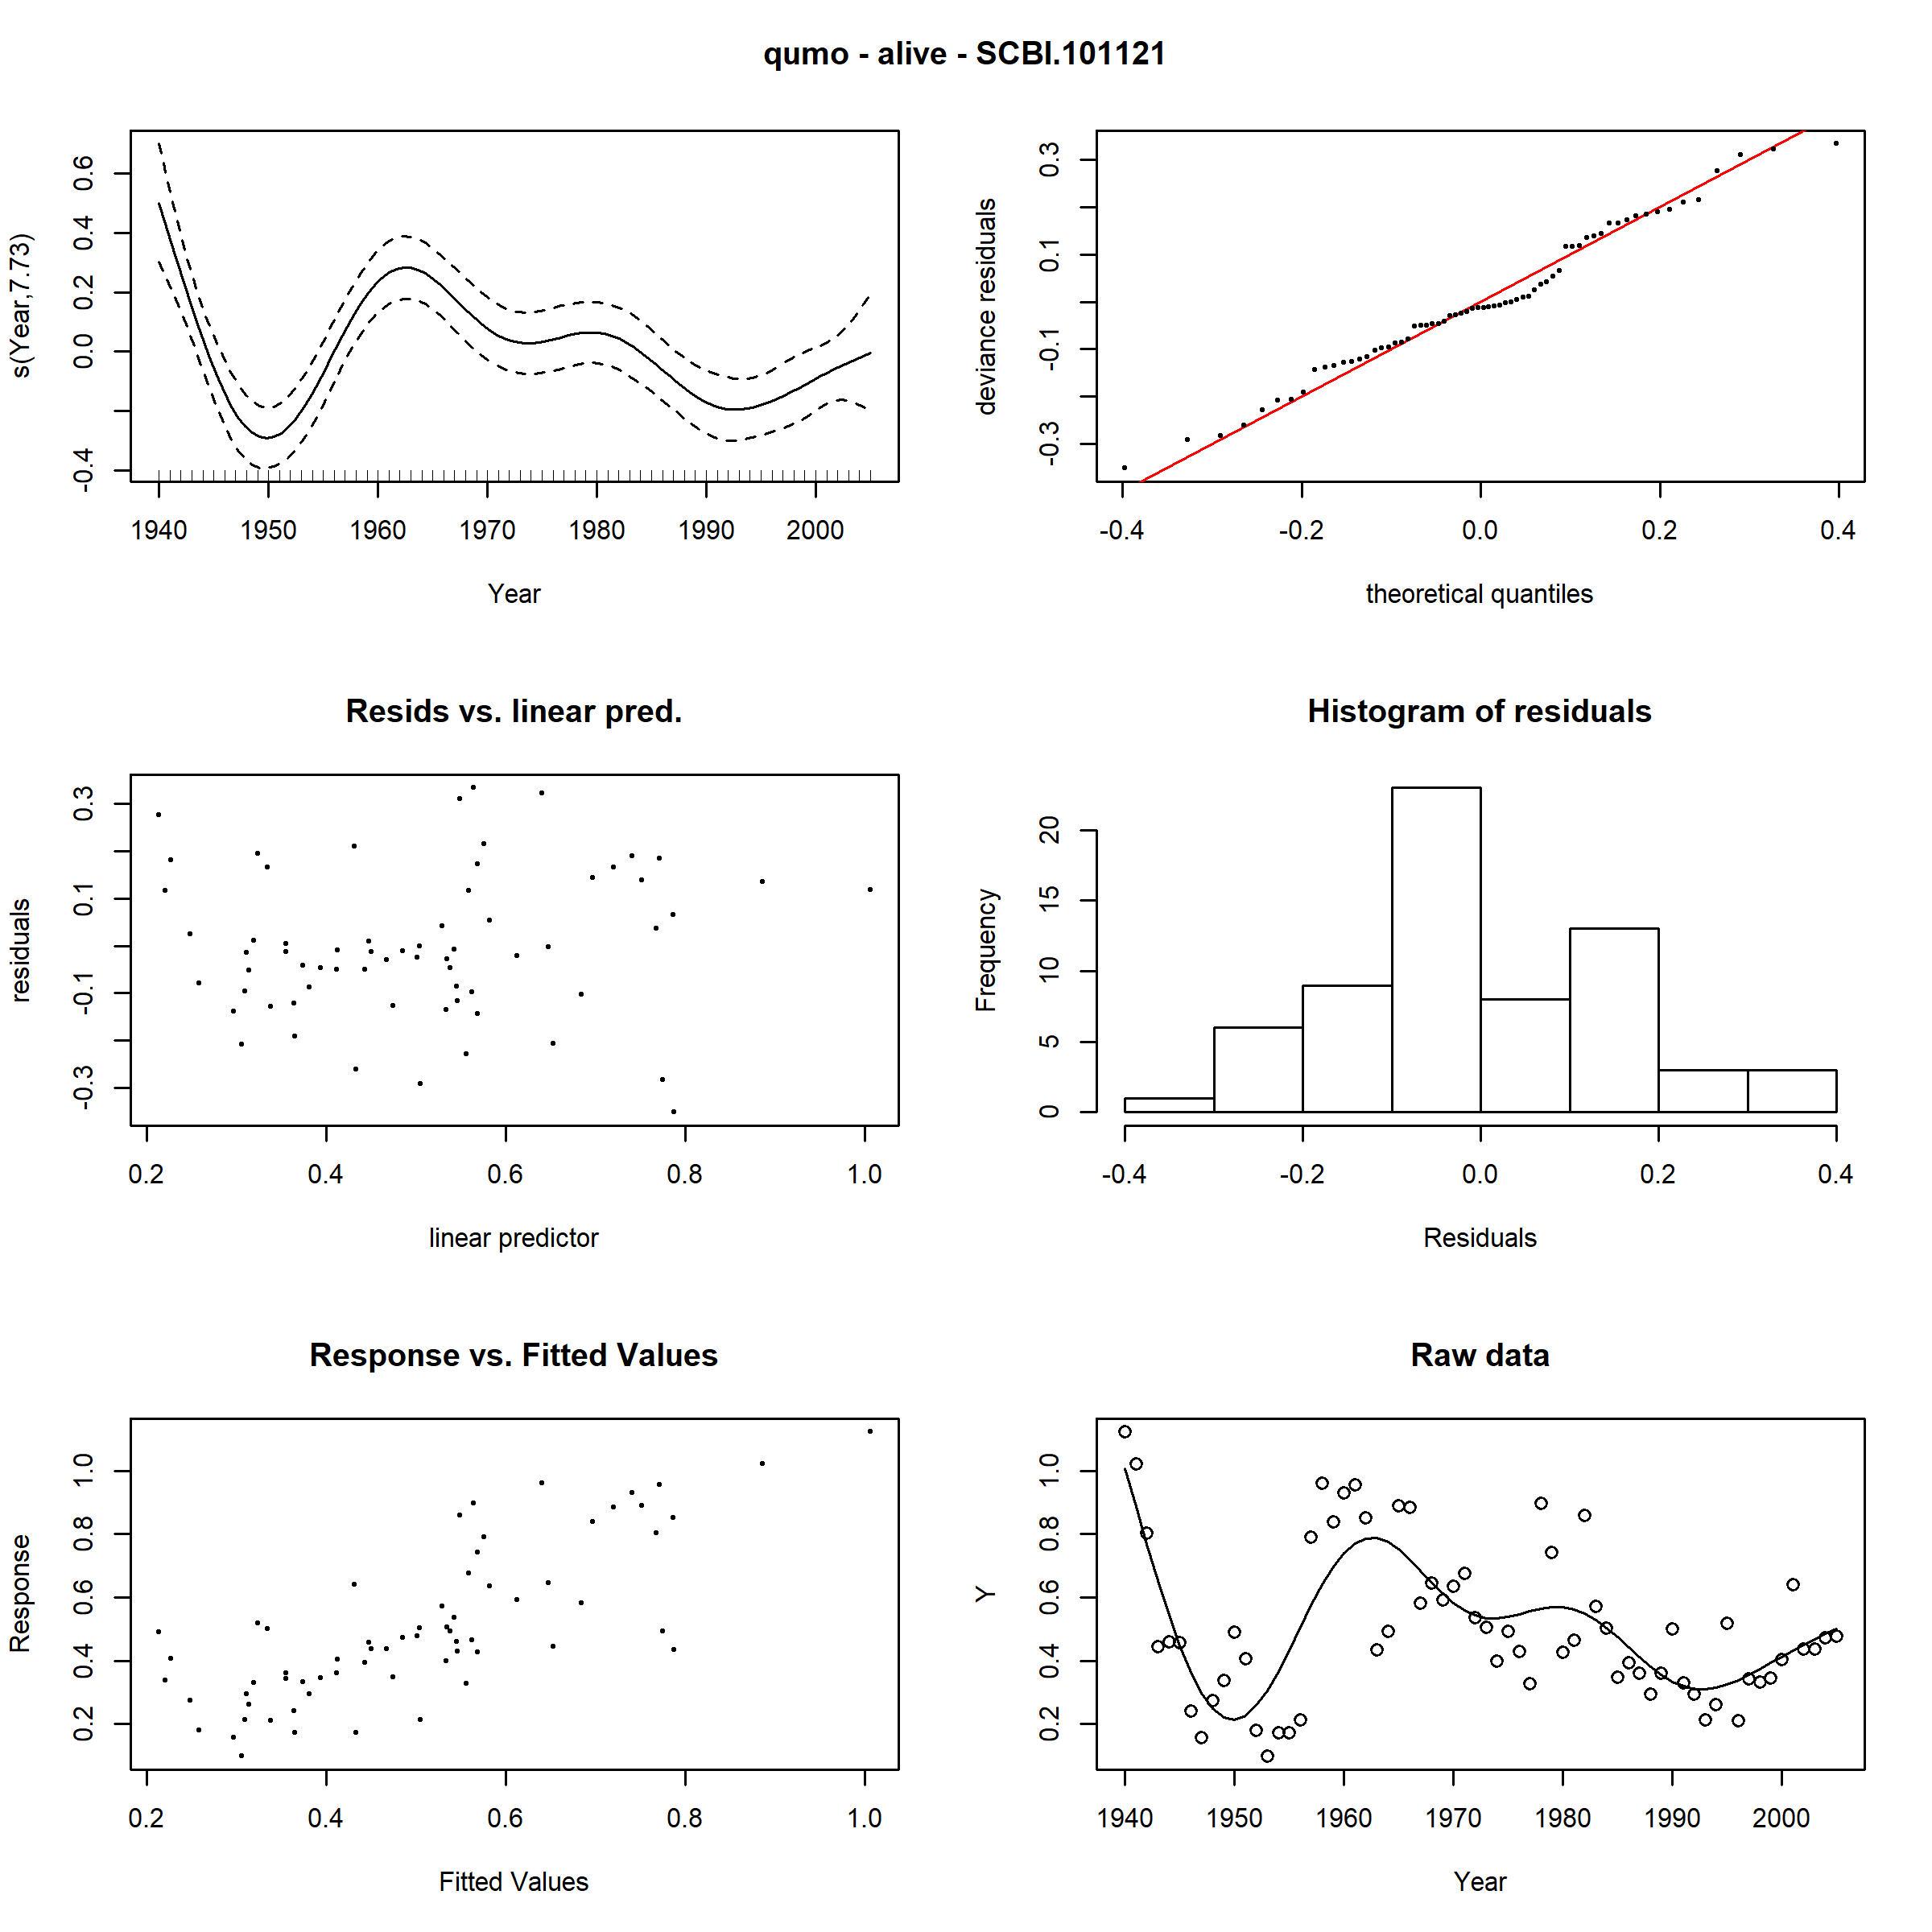 qumo - alive - SCBI.101121
s(Year,7.73)
0.6
0.4
0.2
0.0
-0.4
1940 1950 1960 1970 1980 1990 2000
Year
deviance residuals
0.3
0.1
-0.1
-0.3
-0.4 -0.2 0.0 0.2 0.4
theoretical quantiles
Resids vs. linear pred.
residuals
0.3
0.1
-0.1
-0.3
0.2 0.4 0.6 0.8 1.0
linear predictor
Histogram of residuals
Frequency
20
15
10
5
0
-0.4 -0.2 0.0 0.2 0.4
Residuals
Response vs. Fitted Values
Response
1.0
0.8
0.6
0.4
0.2
0.2 0.4 0.6 0.8 1.0
Fitted Values
Raw data
Y
1.0
0.8
0.6
0.4
0.2
1940 1950 1960 1970 1980 1990 2000
Year